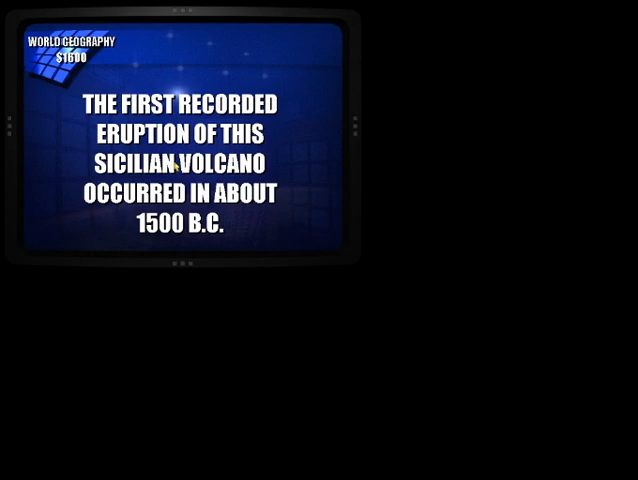 WORLD GEOGRAPHY
$1600
THE FIRST RECORDED
ERUPTION OF THIS
SICILIAN VOLCANO
OCCURRED IN ABOUT
1500 B.C.